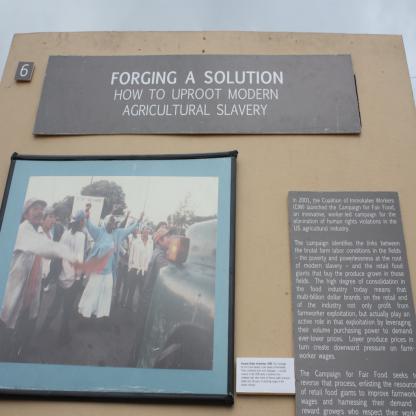 6
FORGING A SOLUTION
HOW TO UPROOT MODERN
AGRICULTURAL SLAVERY
In 2001, the Coalition of Immokalee Workers
(CIW) launched the Campaign for Fair Food,
an innovative, worker-led campaign for the
elimination of human rights violations in the
US agricultural industry.
The campaign identifies the links between
the brutal farm labor conditions in the fields
- the poverty and powerlessness at the root
of modern slavery - and the retail food
giants that buy the produce grown in those
fields. The high degree of consolidation in
the food industry today means that
multi-billion dollar brands on the retail end
of the industry not only profit from
farmworker exploitation, but actually play an
active role in that exploitation by leveraging
their volume purchasing power to demand
ever-lower prices. Lower produce prices in
turn create downward pressure on farm-
worker wages.
The Campaign for Fair Food seeks to
reverse that process, enlisting the resources
of retail food giants to improve farmworker
wages and harnessing their demand
reward growers who respect their work